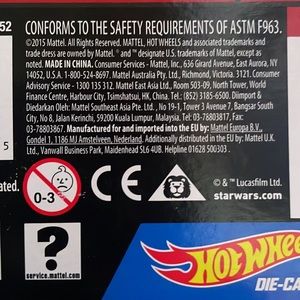 52
CONFORMS TO THE SAFETY REQUIREMENTS OF ASTM F963.
©2015 Mattel. All Rights Reserved. MATTEL, HOT WHEELS and associated trademarks and
trade dress are owned by Mattel. ® and ™ designate U.S. trademarks of Mattel, except as
noted. MADE IN CHINA. Consumer Services - Mattel, Inc., 636 Girard Avenue, East Aurora, NY
14052, U.S.A. 1-800-524-8697. Mattel Australia Pty. Ltd., Richmond, Victoria. 3121. Consumer
Advisory Service - 1300 135 312. Mattel East Asia Ltd., Room 503-09, North Tower, World
Finance Centre, Harbour City, Tsimshatsui, HK, China. Tel.: (852) 3185-6500. Diimport &
Diedarkan Oleh: Mattel Southeast Asia Pte. Ltd., No 19-1, Tower 3 Avenue 7, Bangsar South City,
No 8, Jalan Kerinchi, 59200 Kuala Lumpur, Malaysia. Tel: 03-78803817, Fax:
03-78803867. Manufactured for and imported into the EU by: Mattel Europa B.V.,
Gondel 1, 1186 MJ Amstelveen, Nederland. Additionally distributed in the EU by: Mattel U.K.
Ltd., Vanwall Business Park, Maidenhead SL6 4UB. Helpline 01628 500303.
5
ated.
0-3
CE
© & ™ Lucasfilm Ltd.
starwars.com
?
service.mattel.com
HOT WHEE
DIE-CA